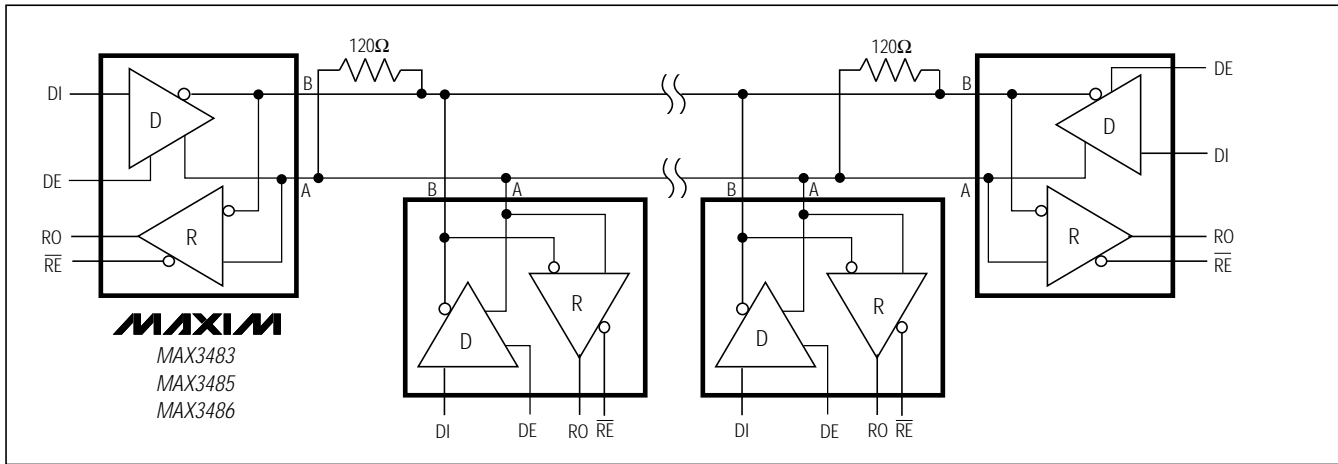 120Ω
120Ω
DI
D
B
B
DE
D
DE
A
B
A
B
A
A
DI
RO
R
R
RO
RE
RE
D
R
D
R
MAXIM
MAX3483
MAX3485
MAX3486
DI
DE
RO
RE
DI
DE
RO
RE